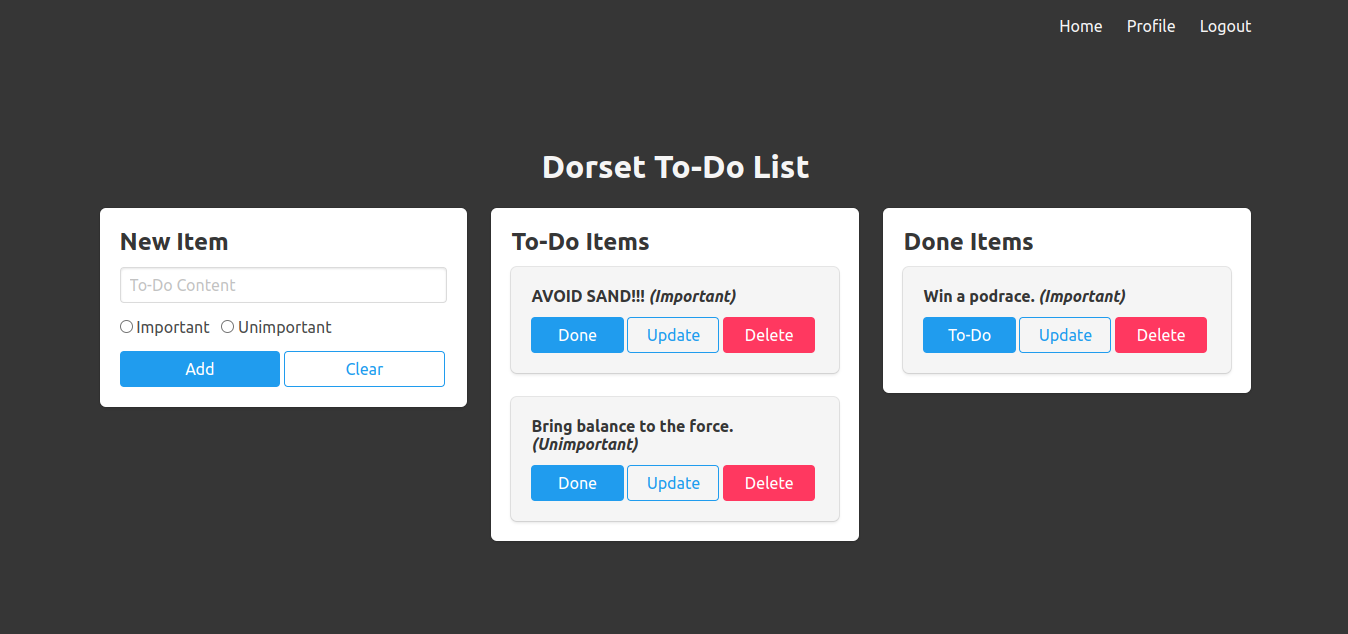 Home Profile Logout
Dorset To-Do List
New Item
To-Do Content
Important Unimportant
Add Clear
To-Do Items
AVOID SAND!!! (Important)
Done Update Delete
Bring balance to the force.
(Unimportant)
Done Update Delete
Done Items
Win a podrace. (Important)
To-Do Update Delete